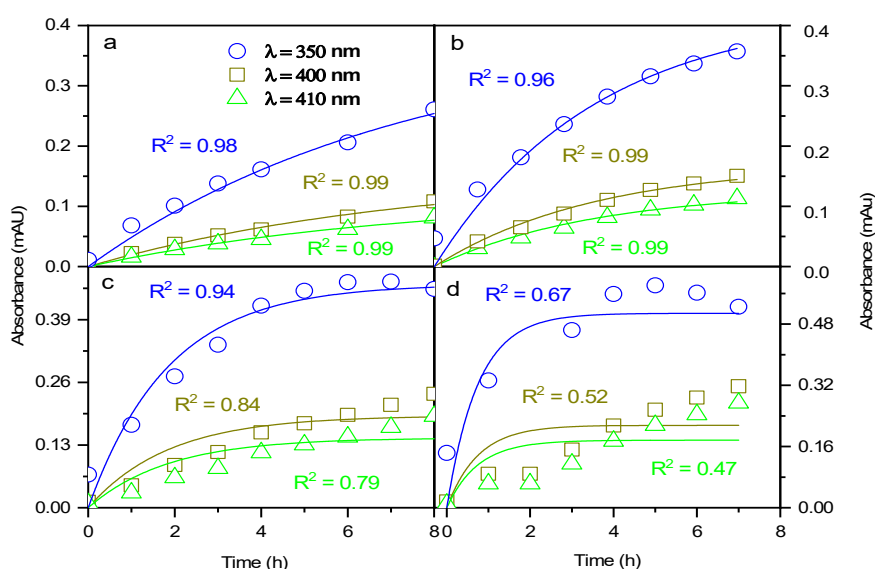 a
λ = 350 nm
λ = 400 nm
λ = 410 nm
R² = 0.98
R² = 0.99
R² = 0.99
0.4
0.3
0.2
0.1
0.0
Absorbance (mAU)
b
R² = 0.96
R² = 0.99
R² = 0.99
0.4
0.3
0.1
0.0
Absorbance (mAU)
c
R² = 0.94
R² = 0.84
R² = 0.79
0.39
0.26
0.13
0.00
0
2
4
6
8
Time (h)
d
R² = 0.67
R² = 0.52
R² = 0.47
0.48
0.32
0.16
0.00
0
2
4
6
8
Time (h)